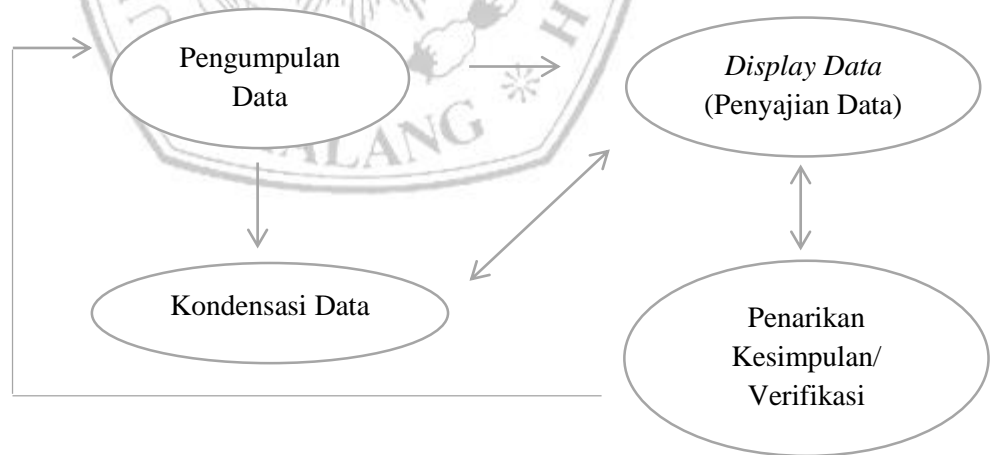 Pengumpulan
Data
Display Data
(Penyajian Data)
Kondensasi Data
Penarikan
Kesimpulan/
Verifikasi